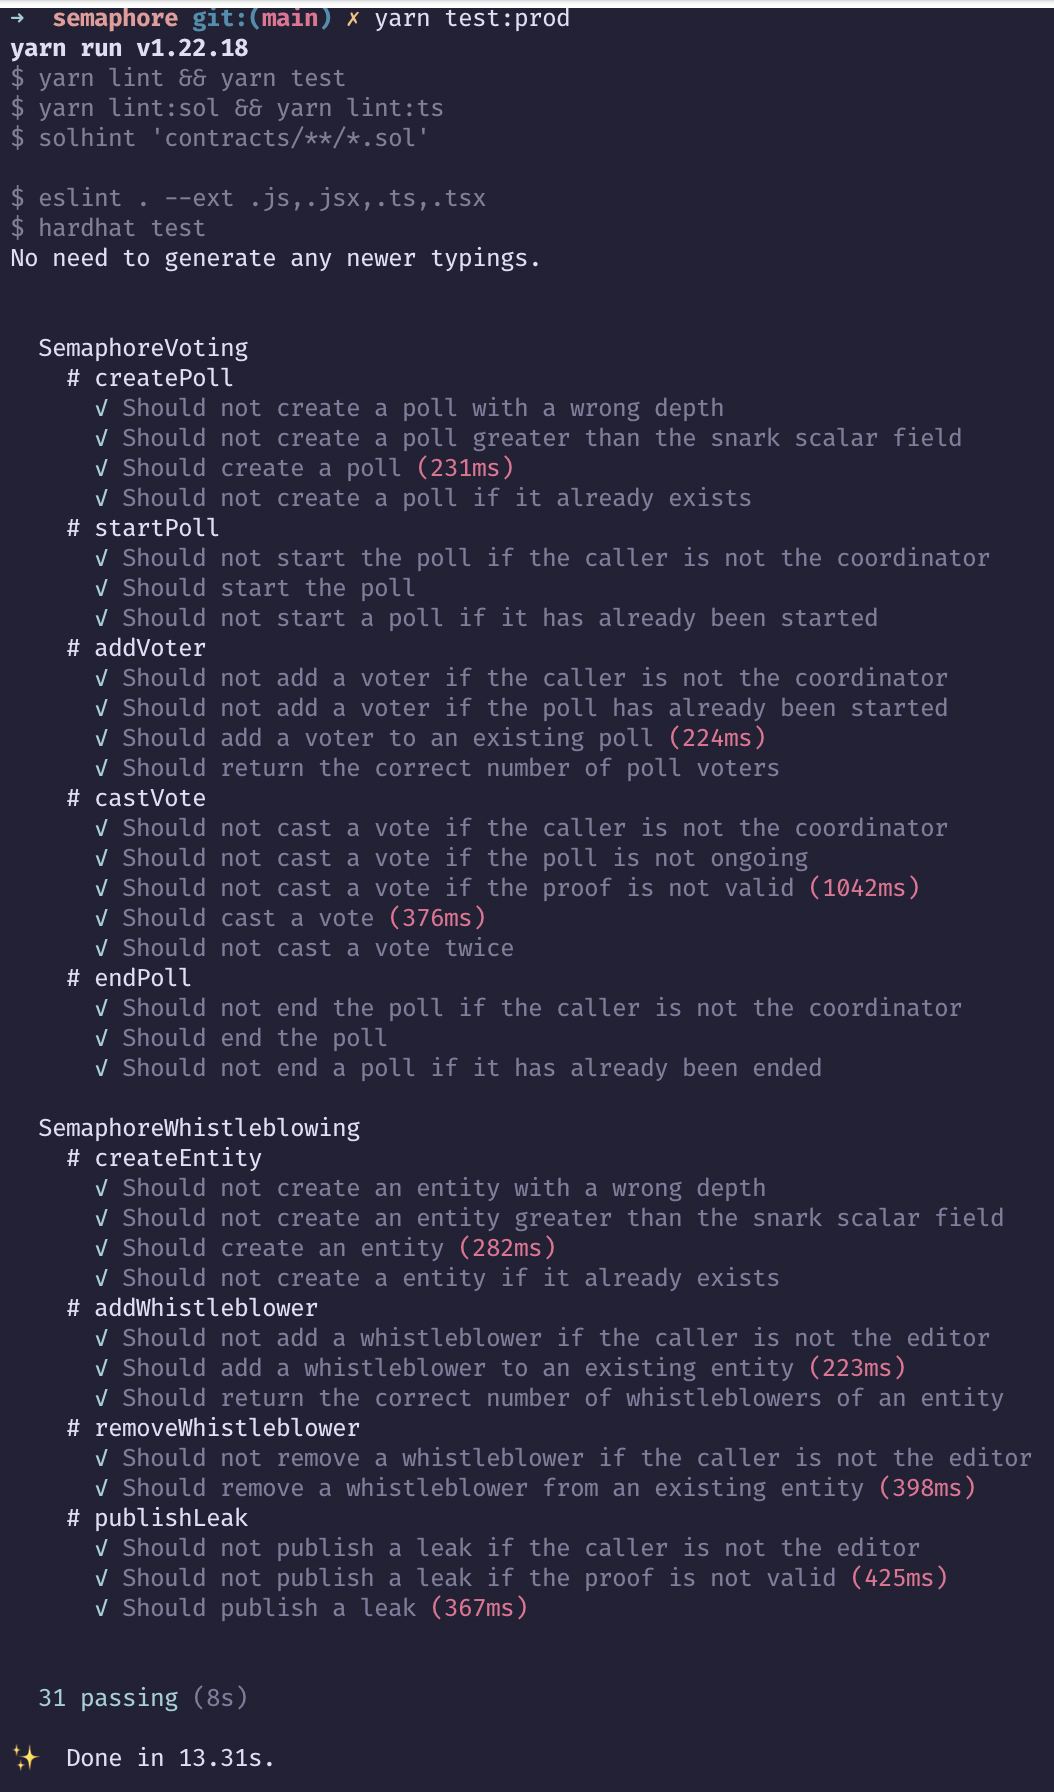 ➜  semaphore git:(main) ✗ yarn test:prod
yarn run v1.22.18
$ yarn lint && yarn test
$ yarn lint:sol && yarn lint:ts
$ solhint 'contracts/**/*.sol'

$ eslint . --ext .js,.jsx,.ts,.tsx
$ hardhat test
No need to generate any newer typings.


  SemaphoreVoting
    # createPoll
      √ Should not create a poll with a wrong depth
      √ Should not create a poll greater than the snark scalar field
      √ Should create a poll (231ms)
      √ Should not create a poll if it already exists
    # startPoll
      √ Should not start the poll if the caller is not the coordinator
      √ Should start the poll
      √ Should not start a poll if it has already been started
    # addVoter
      √ Should not add a voter if the caller is not the coordinator
      √ Should not add a voter if the poll has already been started
      √ Should add a voter to an existing poll (224ms)
      √ Should return the correct number of poll voters
    # castVote
      √ Should not cast a vote if the caller is not the coordinator
      √ Should not cast a vote if the poll is not ongoing
      √ Should not cast a vote if the proof is not valid (1042ms)
      √ Should cast a vote (376ms)
      √ Should not cast a vote twice
    # endPoll
      √ Should not end the poll if the caller is not the coordinator
      √ Should end the poll
      √ Should not end a poll if it has already been ended

  SemaphoreWhistleblowing
    # createEntity
      √ Should not create an entity with a wrong depth
      √ Should not create an entity greater than the snark scalar field
      √ Should create an entity (282ms)
      √ Should not create a entity if it already exists
    # addWhistleblower
      √ Should not add a whistleblower if the caller is not the editor
      √ Should add a whistleblower to an existing entity (223ms)
      √ Should return the correct number of whistleblowers of an entity
    # removeWhistleblower
      √ Should not remove a whistleblower if the caller is not the editor
      √ Should remove a whistleblower from an existing entity (398ms)
    # publishLeak
      √ Should not publish a leak if the caller is not the editor
      √ Should not publish a leak if the proof is not valid (425ms)
      √ Should publish a leak (367ms)


  31 passing (8s)

✨  Done in 13.31s.